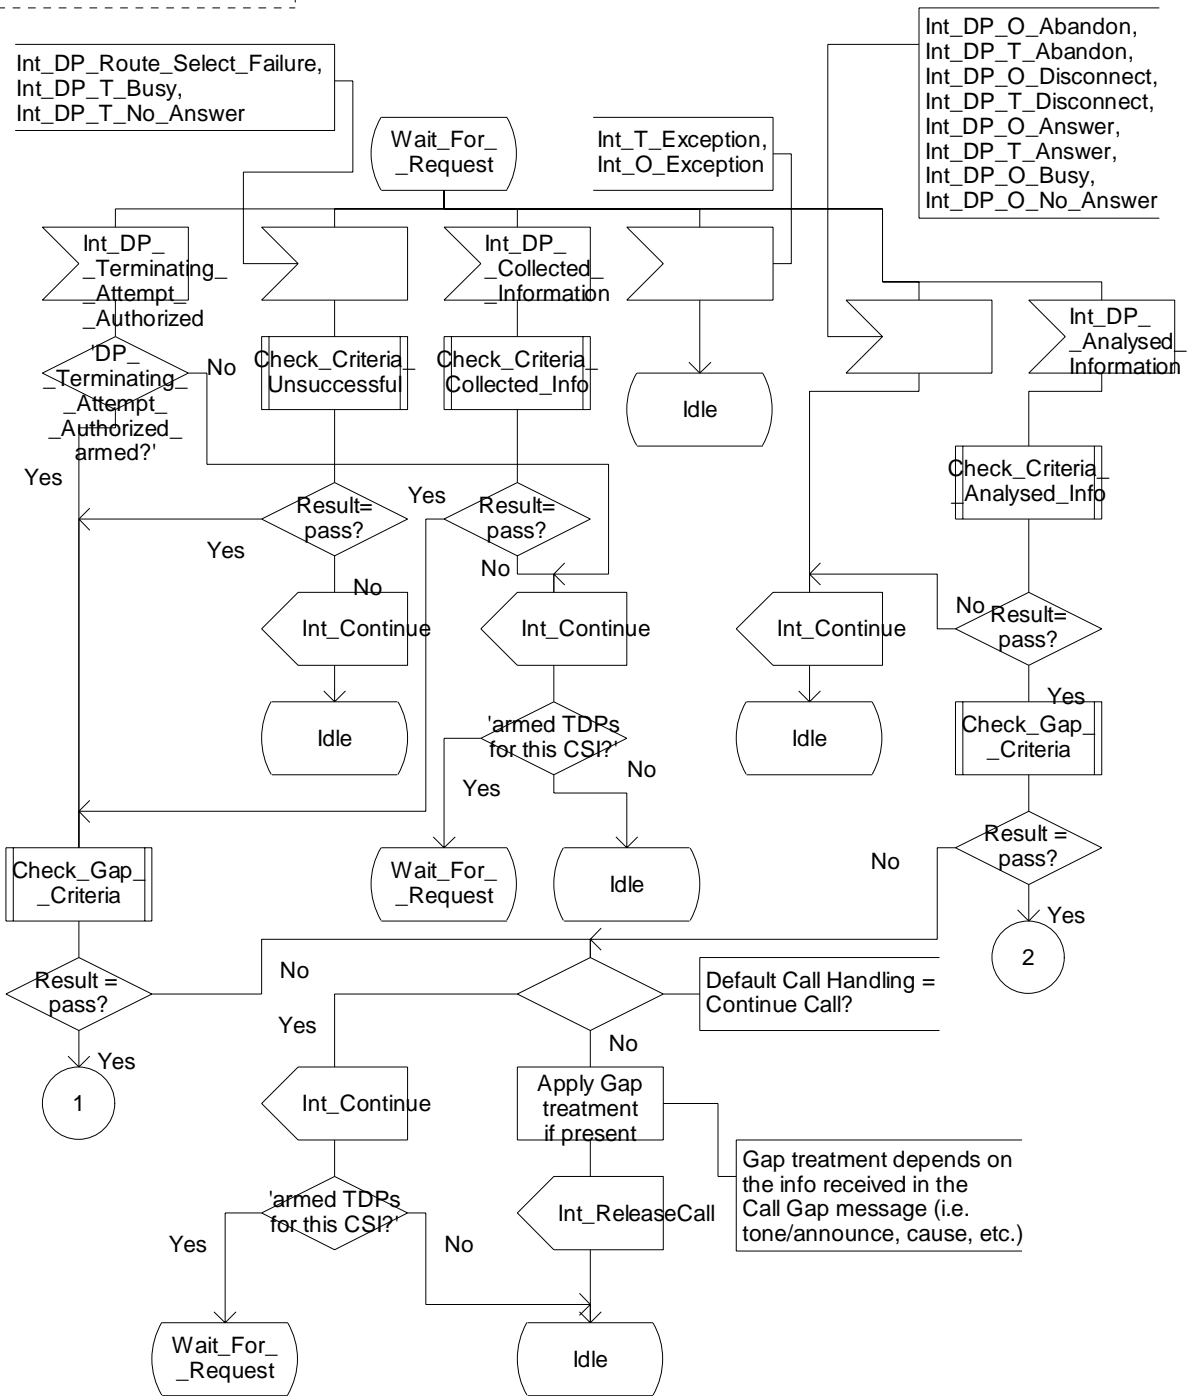 Int_DP_Route_Select_Failure,
Int_DP_T_Busy,
Int_DP_T_No_Answer
Wait_For_
_Request
Int_T_Exception,
Int_O_Exception
Int_DP_O_Abandon,
Int_DP_T_Abandon,
Int_DP_O_Disconnect,
Int_DP_T_Disconnect,
Int_DP_O_Answer,
Int_DP_T_Answer,
Int_DP_O_Busy,
Int_DP_O_No_Answer
Int_DP_
_Terminating_
_Attempt_
_Authorized
Int_DP_
_Collected_
_Information
Int_DP_
_Analysed_
_Information
'DP_
_Terminating_
_Attempt_
_Authorized_
armed?'
No
Yes
Check_Criteria_
Unsuccessful
Check_Criteria_
Collected_Info
Idle
Check_Criteria_
_Analysed_Info
Result=
pass?
Yes
No
Result=
pass?
Yes
No
Int_Continue
Int_Continue
Int_Continue
No
Result=
pass?
Yes
Idle
'armed TDPs
for this CSI?'
Yes
No
Idle
Check_Gap_
_Criteria
Wait_For_
_Request
Idle
Result =
pass?
No
Yes
2
Check_Gap_
_Criteria
Result =
pass?
No
Yes
1
Default Call Handling =
Continue Call?
Yes
No
Int_Continue
Apply Gap
treatment
if present
Gap treatment depends on
the info received in the
Call Gap message (i.e.
tone/announce, cause, etc.)
'armed TDPs
for this CSI?'
Yes
No
Int_ReleaseCall
Wait_For_
_Request
Idle